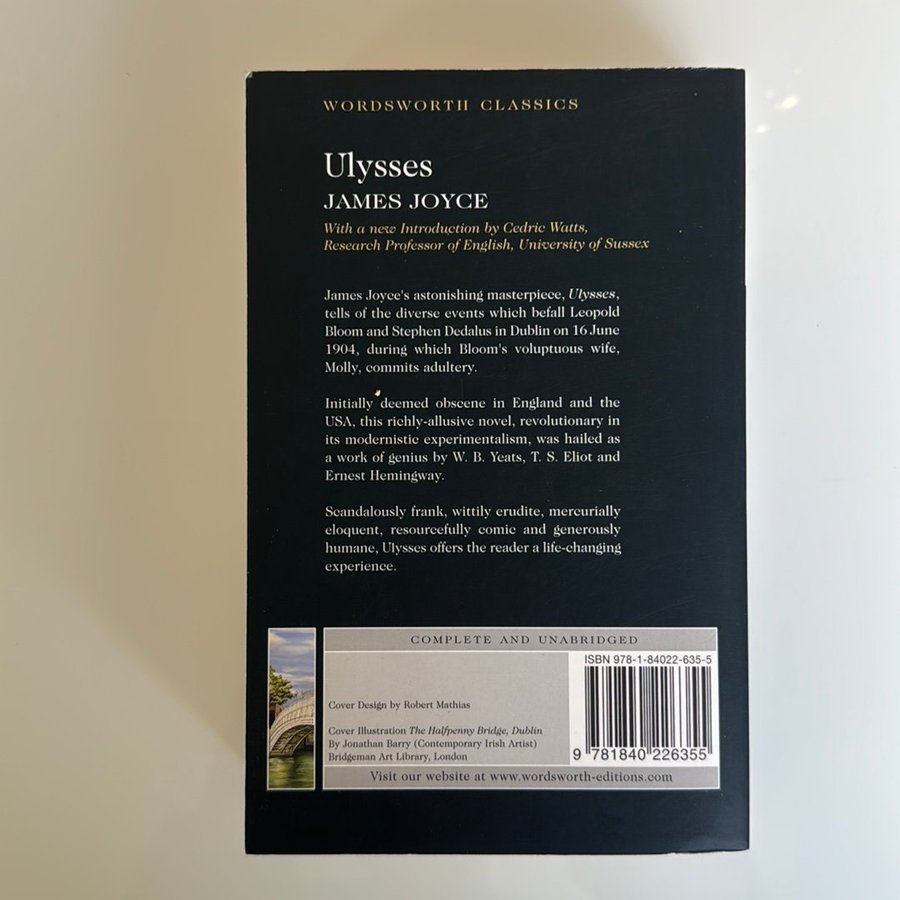 WORDSWORTH CLASSICS
Ulysses
JAMES JOYCE
With a new Introduction by Cedric Watts,
Research Professor of English, University of Sussex
James Joyce's astonishing masterpiece, Ulysses,
tells of the diverse events which befall Leopold
Bloom and Stephen Dedalus in Dublin on 16 June
1904, during which Bloom's voluptuous wife,
Molly, commits adultery.
Initially deemed obscene in England and the
USA, this richly-allusive novel, revolutionary in
its modernistic experimentalism, was hailed as
a work of genius by W. B. Yeats, T. S. Eliot and
Ernest Hemingway.
Scandalously frank, wittily erudite, mercurially
eloquent, resourcefully comic and generously
humane, Ulysses offers the reader a life-changing
experience.
COMPLETE AND UNABRIDGED
ISBN 978-1-84022-635-5
Cover Design by Robert Mathias
Cover Illustration The Halfpenny Bridge, Dublin
By Jonathan Barry (Contemporary Irish Artist)
Bridgeman Art Library, London
9 781840 226355
Visit our website at www.wordsworth-editions.com